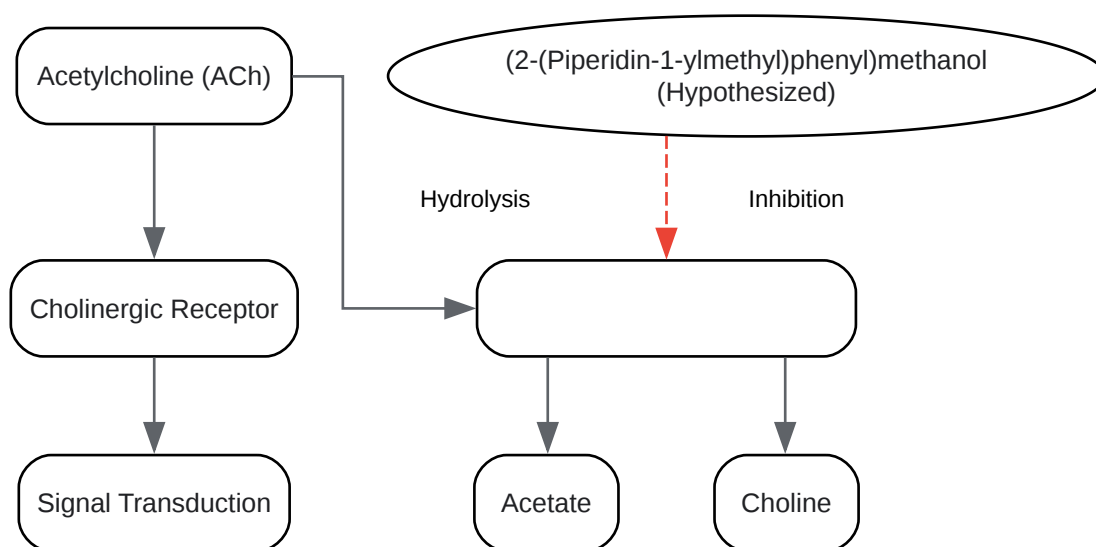 Acetylcholine (ACh)
(2-(Piperidin-1-ylmethyl)phenyl)methanol
(Hypothesized)
Hydrolysis
Inhibition
Cholinergic Receptor
Signal Transduction
Acetate
Choline